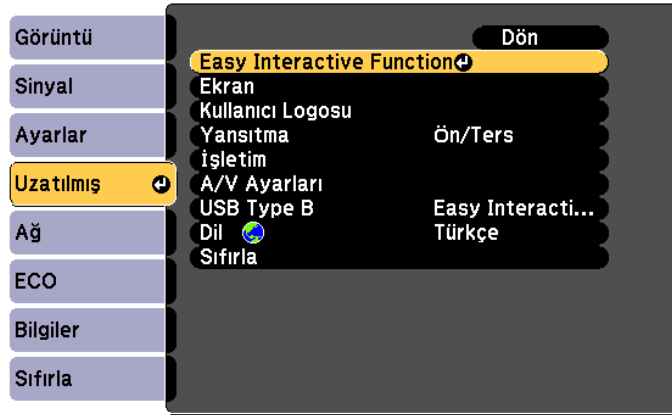 Görüntü
Sinyal
Ayarlar
Uzatılmış
Ağ
ECO
Bilgiler
Sıfırla
Dön
Easy Interactive Function
Ekran
Kullanıcı Logosu
Yansıtma Ön/Ters
İşletim
A/V Ayarları
USB Type B Easy Interacti...
Dil Türkçe
Sıfırla